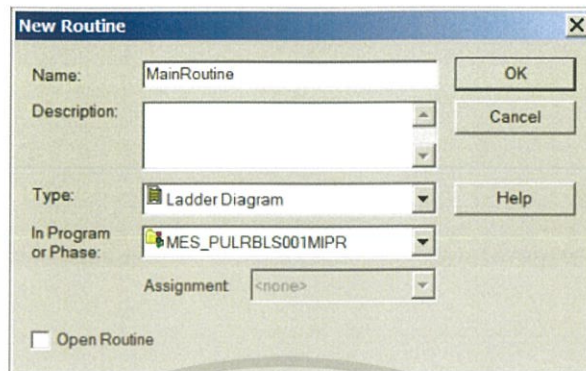 New Routine
Name: MainRoutine OK
Description: Cancel
Type: Ladder Diagram Help
In Program
or Phase: MES_PULRBLS001MIPR
Assignment <none>
Open Routine